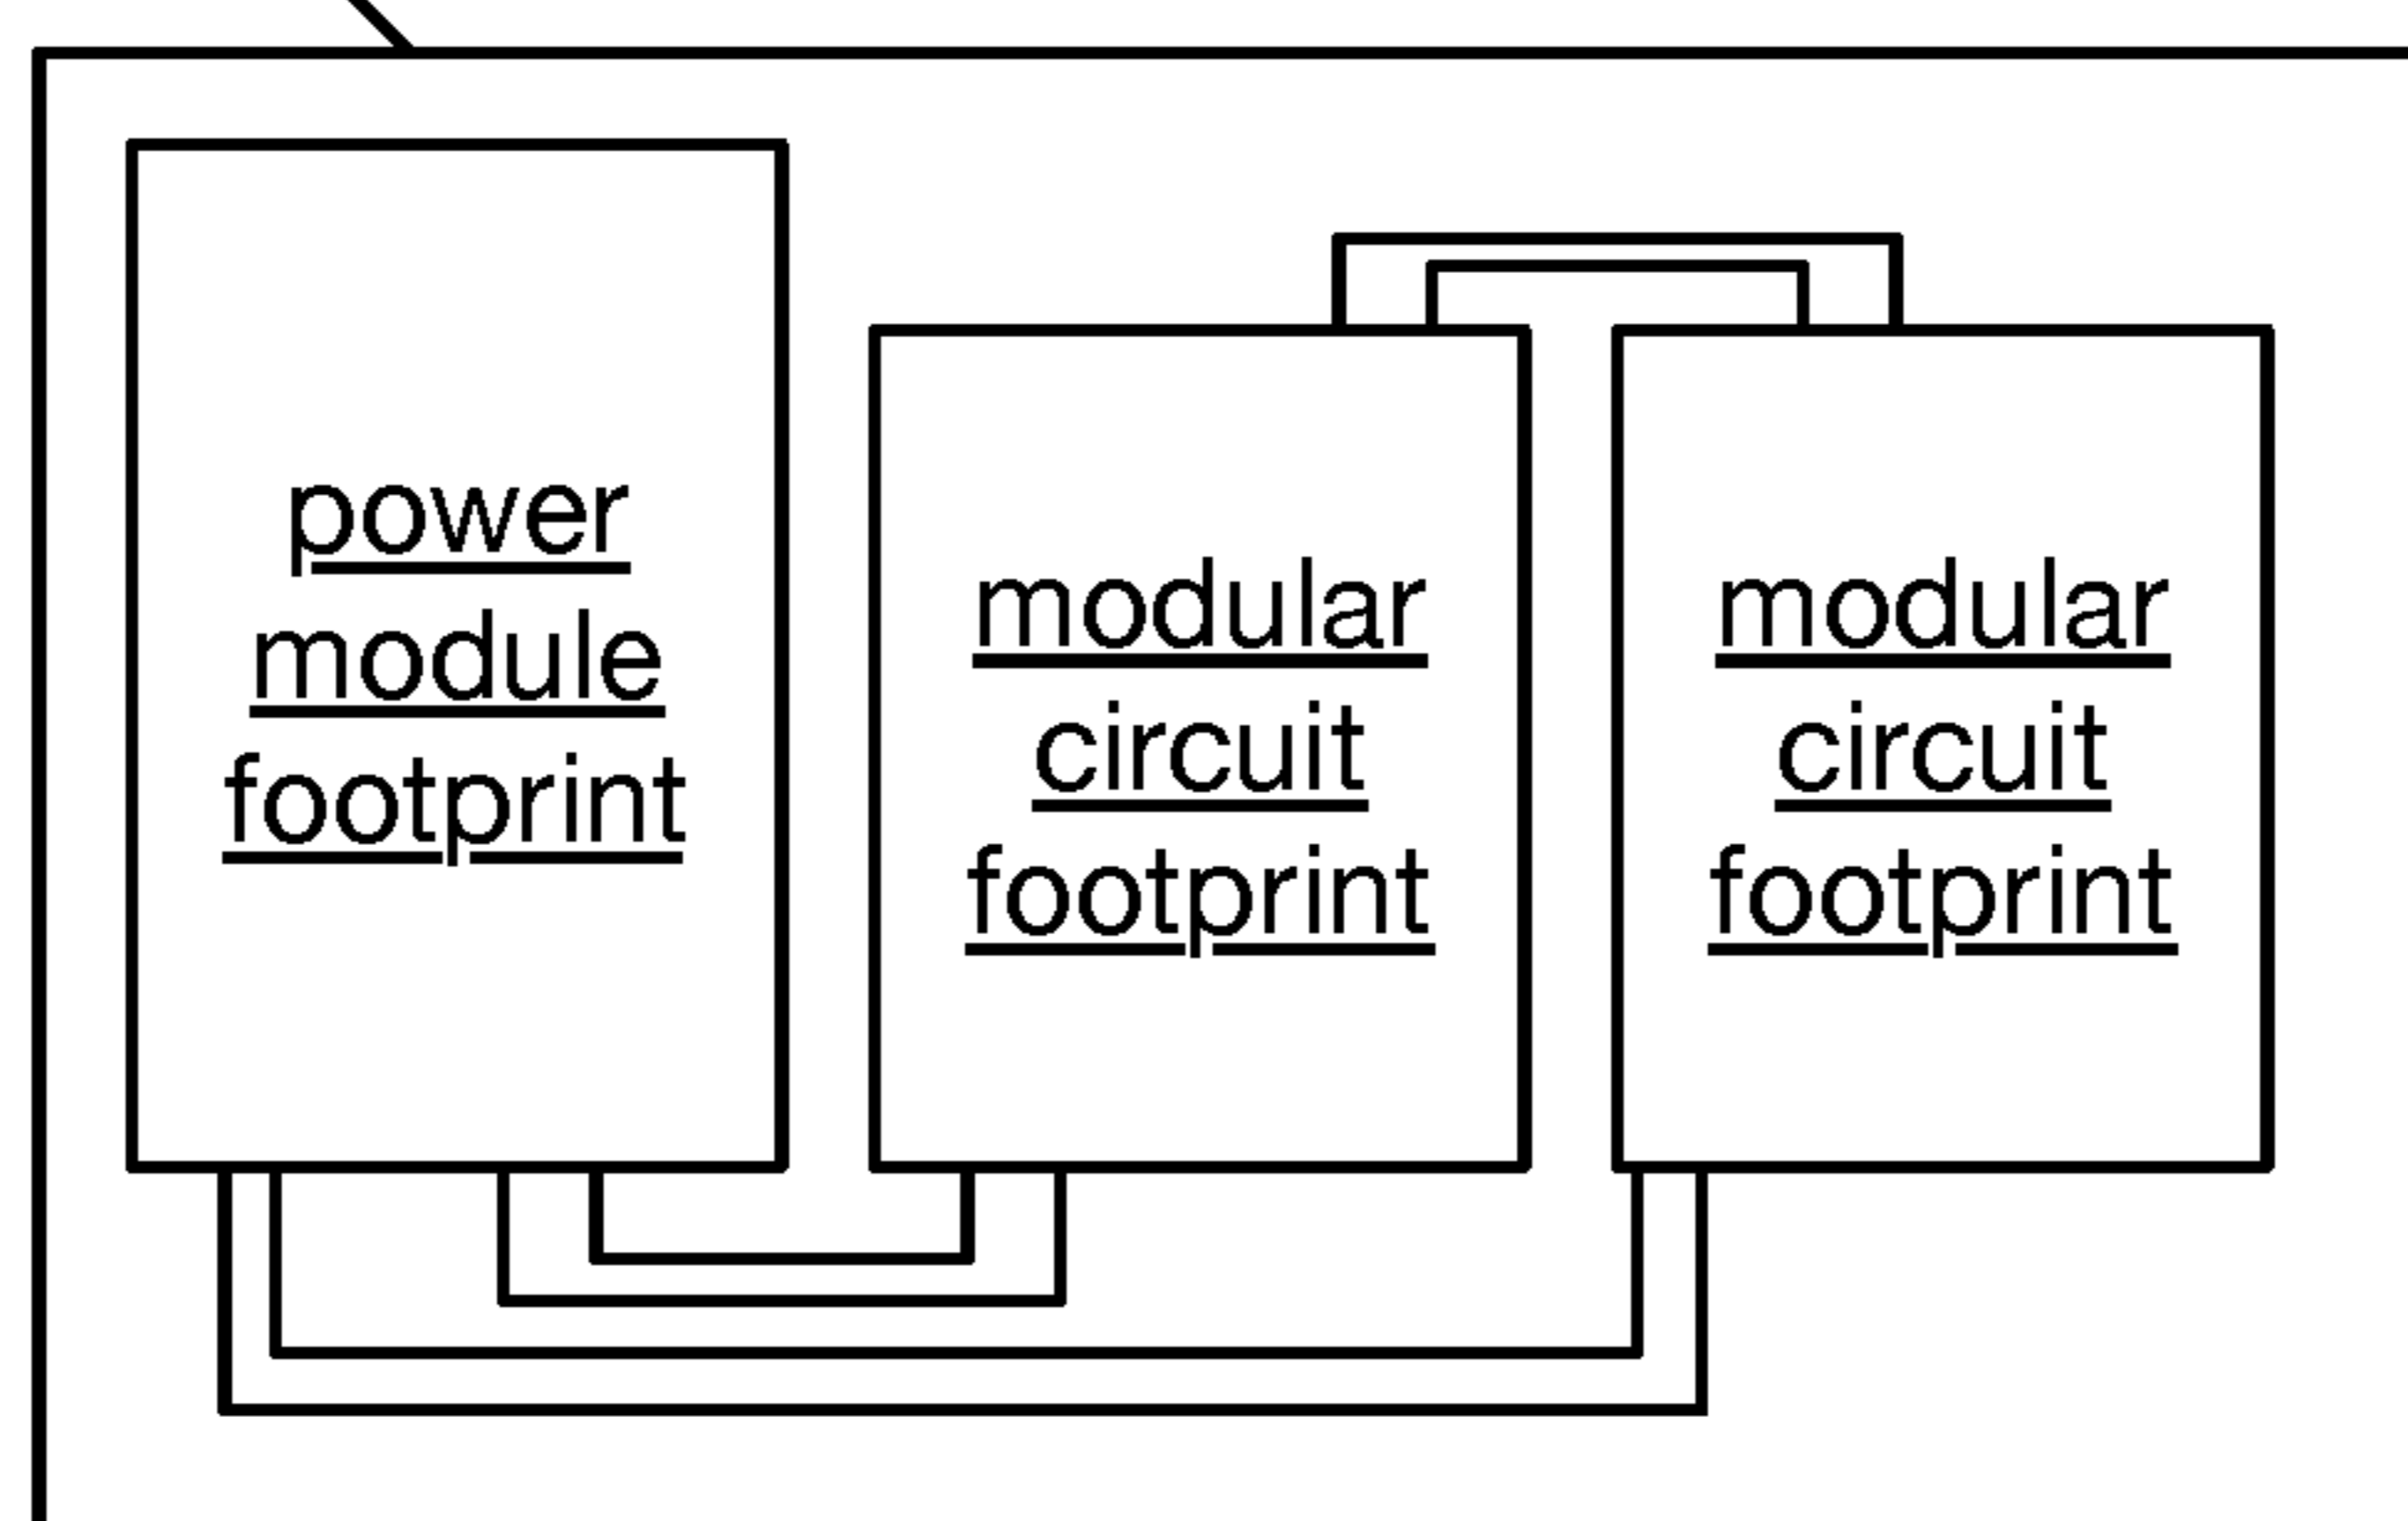 power
module
footprint
modular
circuit
footprint
modular
circuit
footprint